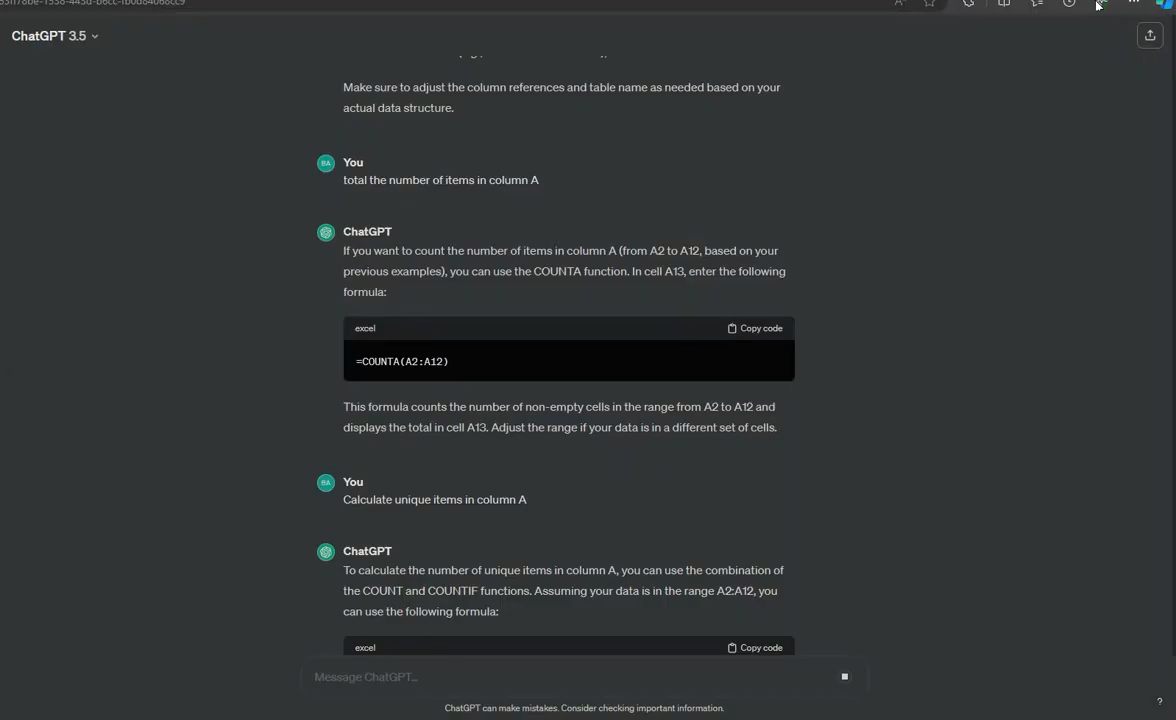 ChatGPT 3.5
Make sure to adjust the column references and table name as needed based on your
actual data structure.
BA
You
total the number of items in column A
ChatGPT
If you want to count the number of items in column A (from A2 to A12, based on your
previous examples), you can use the COUNTA function. In cell A13, enter the following
formula:
excel
Copy code
=COUNTA(A2:A12)
This formula counts the number of non-empty cells in the range from A2 to A12 and
displays the total in cell A13. Adjust the range if your data is in a different set of cells.
BA
You
Calculate unique items in column A
ChatGPT
To calculate the number of unique items in column A, you can use the combination of
the COUNT and COUNTIF functions. Assuming your data is in the range A2:A12, you
can use the following formula:
excel
Copy code
Message ChatGPT...
ChatGPT can make mistakes. Consider checking important information.
?